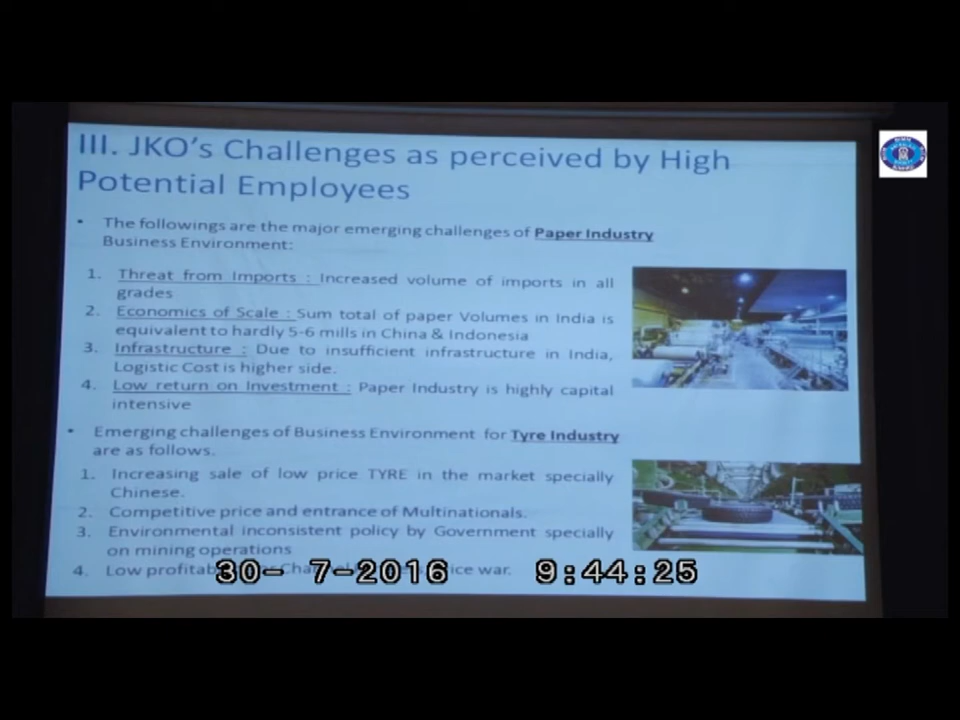 III. JKO's Challenges as perceived by High
Potential Employees
• The followings are the major emerging challenges of Paper Industry
Business Environment:
1. Threat from Imports : Increased volume of imports in all
grades
2. Economics of Scale : Sum total of paper Volumes in India is
equivalent to hardly 5-6 mills in China & Indonesia
3. Infrastructure : Due to insufficient infrastructure in India,
Logistic Cost is higher side.
4. Low return on Investment : Paper Industry is highly capital
intensive
• Emerging challenges of Business Environment for Tyre Industry
are as follows.
1. Increasing sale of low price TYRE in the market specially
Chinese.
2. Competitive price and entrance of Multinationals.
3. Environmental inconsistent policy by Government specially
on mining operations
4. Low war.
30- 7-2016 9:44:25